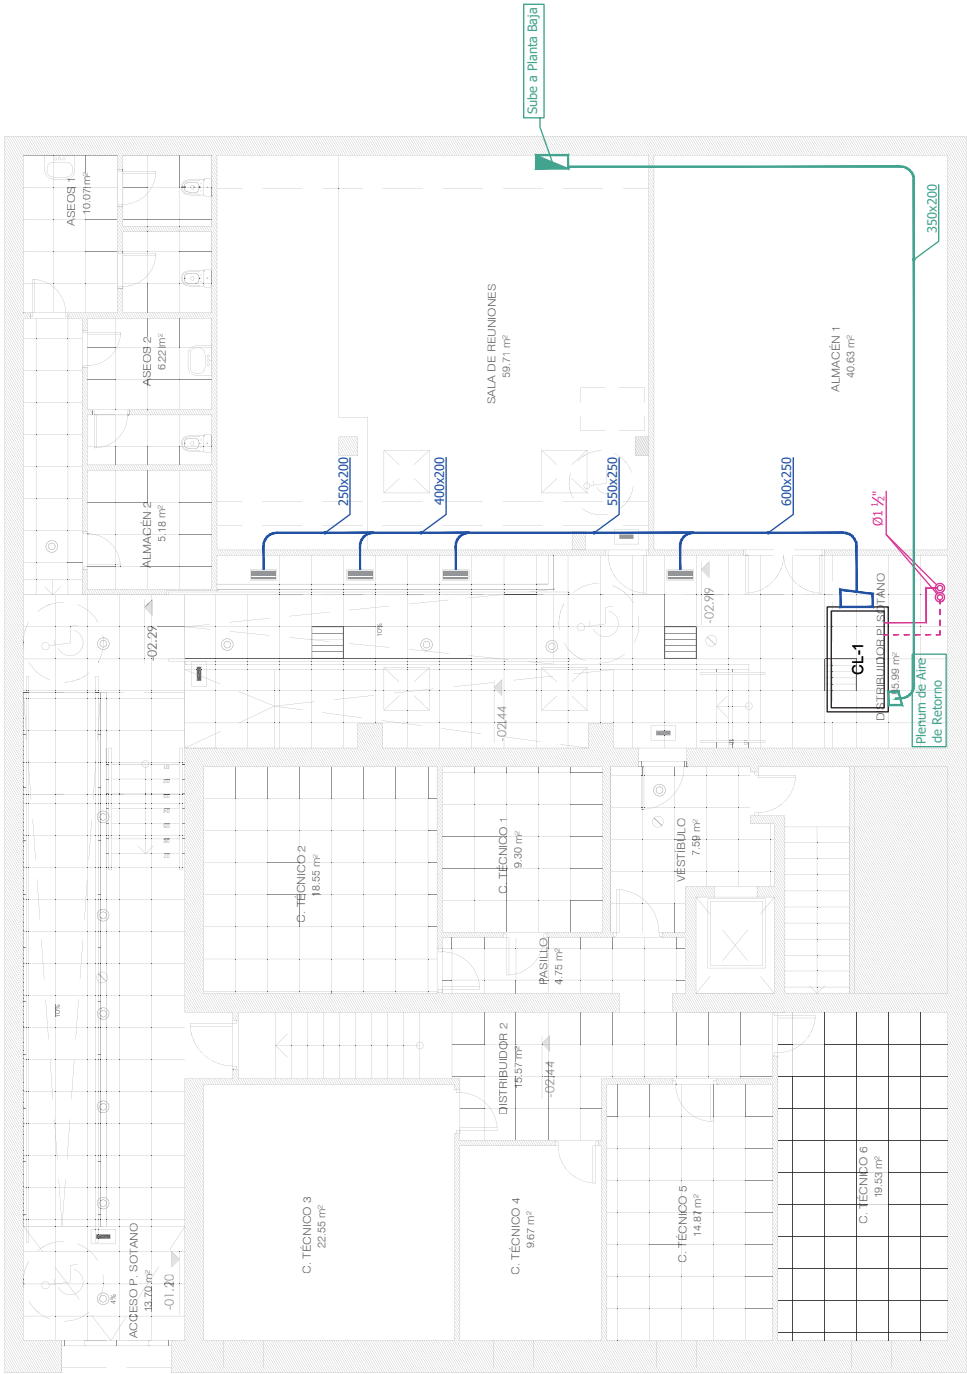 Sube a Planta Baja
ASEOS 1
10.07 m²
350x200
ASEOS 2
6.22 m²
SALA DE REUNIONES
59.71 m²
ALMACÉN 1
40.63 m²
250x200
400x200
550x250
600x250
Ø1 ½"
ALMACÉN 2
5.18 m²
-02.29
10%
-02.99
DISTRIBUIDOR P. SOTANO
CL-1
Plenum de Aire
de Retorno
-02.44
C. TÉCNICO 2
18.55 m²
C. TÉCNICO 1
9.30 m²
VESTÍBULO
7.59 m²
PASILLO
4.75 m²
10%
DISTRIBUIDOR 2
15.57 m²
-02.44
C. TÉCNICO 3
22.55 m²
C. TÉCNICO 4
9.67 m²
C. TÉCNICO 5
14.87 m²
C. TÉCNICO 6
19.53 m²
ACCESO P. SOTANO
13.70 m²
-01.20
4%